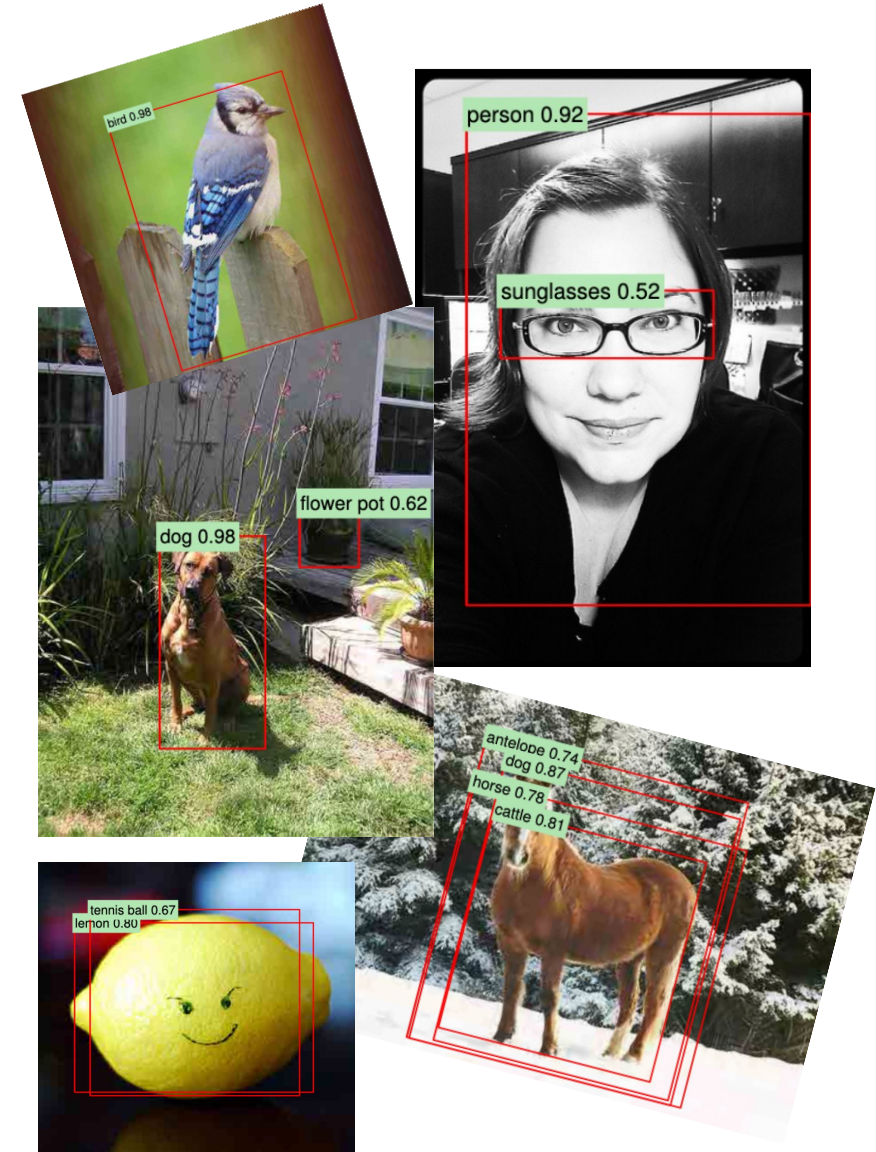 bird 0.98
person 0.92
sunglasses 0.52
flower pot 0.62
dog 0.98
antelope 0.74
dog 0.87
horse 0.78
cattle 0.81
tennis ball 0.67
lemon 0.80